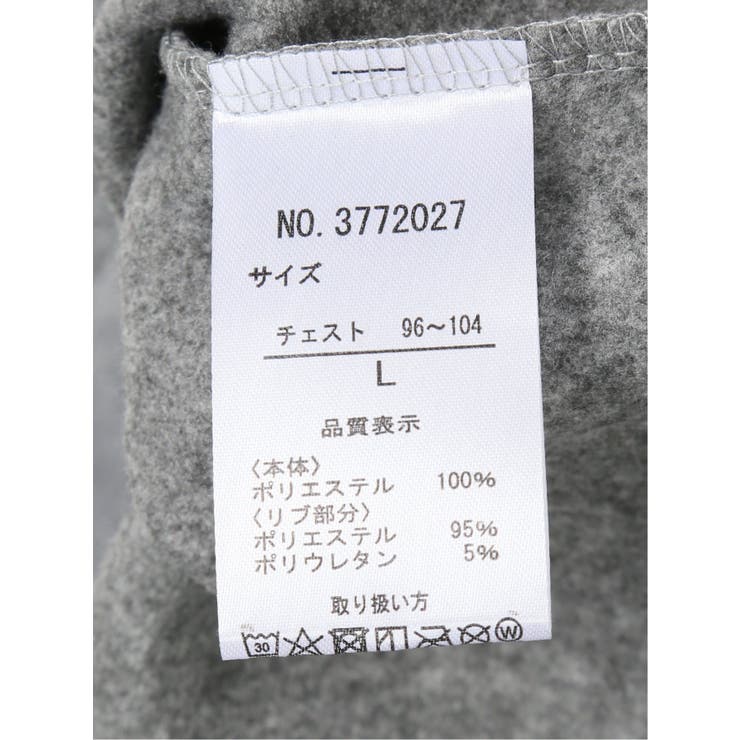 NO. 3772027
サイズ
チェスト 96〜104
L
品質表示
〈本体〉
ポリエステル 100%
〈リブ部分〉
ポリエステル 95%
ポリウレタン 5%
取り扱い方
30 W